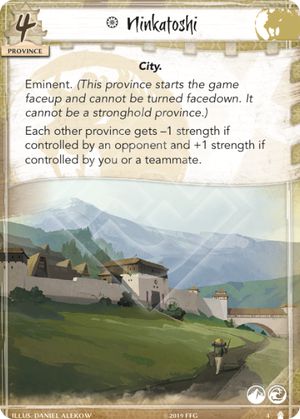 4
PROVINCE
Ninkatoshi
City.
Eminent. (This province starts the game
faceup and cannot be turned facedown. It
cannot be a stronghold province.)
Each other province gets –1 strength if
controlled by an opponent and +1 strength if
controlled by you or a teammate.
ILLUS: DANIEL ALEKOW
© 2019 FFG